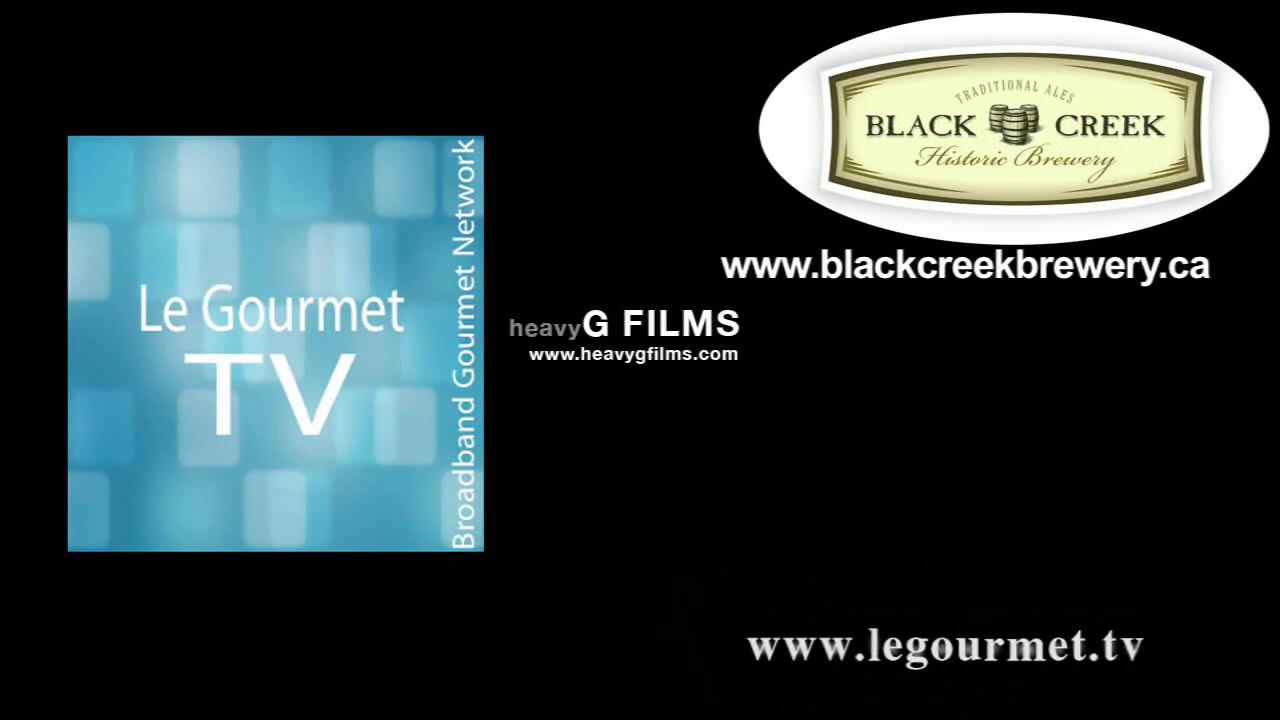 TRADITIONAL ALES
BLACK CREEK
Historic Brewery
www.blackcreekbrewery.ca
Le Gourmet
TV
Broadband Gourmet Network
heavyG FILMS
www.heavygfilms.com
www.legourmet.tv